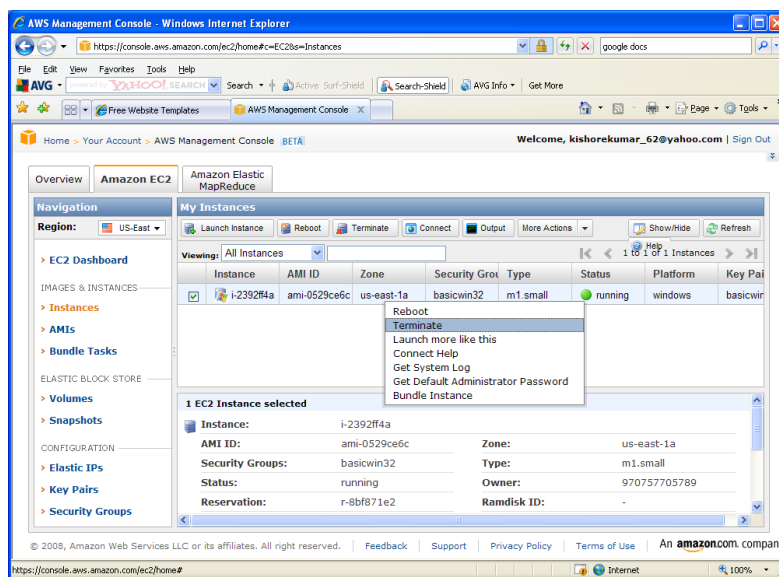 AWS Management Console - Windows Internet Explorer
https://console.aws.amazon.com/ec2/home#c=EC2&s=Instances
google docs
File Edit View Favorites Tools Help
AVG YAHOO! SEARCH Search Active Surf-Shield Search-Shield AVG Info Get More
Free Website Templates AWS Management Console X Page Tools
Home > Your Account > AWS Management Console BETA Welcome, kishorekumar_62@yahoo.com | Sign Out
Overview Amazon EC2 Amazon Elastic
MapReduce
Navigation My Instances
Region: US-East Launch Instance Reboot Terminate Connect Output More Actions Show/Hide Refresh
Help
Viewing: All Instances 1 to 1 of 1 Instances
> EC2 Dashboard
Instance AMI ID Zone Security Grou Type Status Platform Key Pai
IMAGES & INSTANCES
i-2392ff4a ami-0529ce6c us-east-1a basicwin32 m1.small running windows basicwin
> Instances
> AMIs
> Bundle Tasks
Reboot
Terminate
Launch more like this
Connect Help
Get System Log
Get Default Administrator Password
Bundle Instance
ELASTIC BLOCK STORE
> Volumes
> Snapshots
CONFIGURATION
> Elastic IPs
> Key Pairs
> Security Groups
1 EC2 Instance selected
Instance: i-2392ff4a
AMI ID: ami-0529ce6c Zone: us-east-1a
Security Groups: basicwin32 Type: m1.small
Status: running Owner: 970757705789
Reservation: r-8bf871e2 Ramdisk ID: -
© 2008, Amazon Web Services LLC or its affiliates. All right reserved. | Feedback | Support | Privacy Policy | Terms of Use | An amazon.com. compan
https://console.aws.amazon.com/ec2/home# Internet 100%